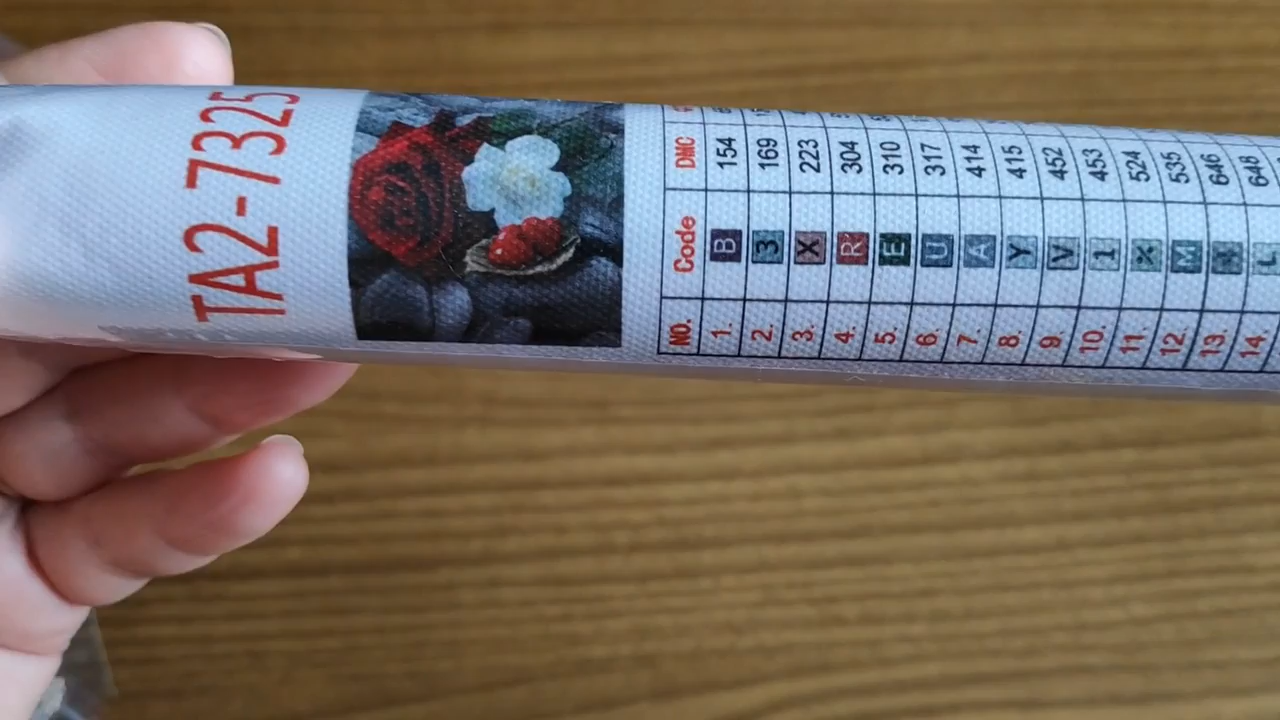 TA2-7325
NO. Code DMC
1. B 154
2. 3 169
3. X 223
4. R 304
5. E 310
6. U 317
7. A 414
8. Y 415
9. V 452
10. 1 453
11. % 524
12. M 535
13. 646
14. L 648